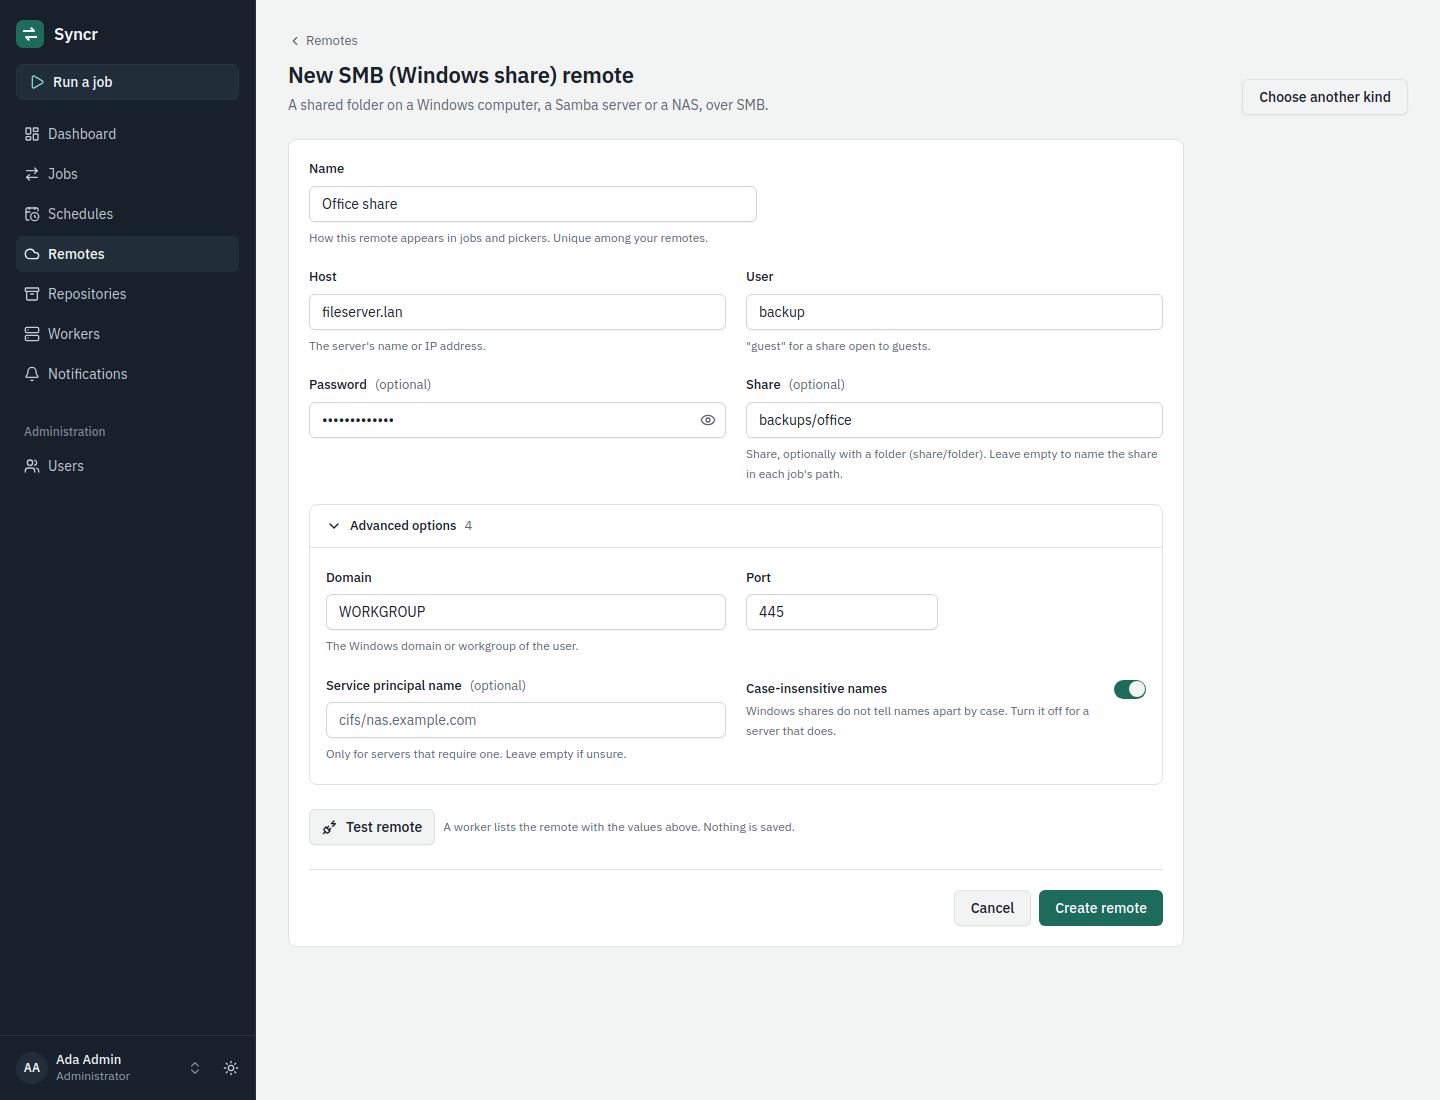 Syncr
Run a job
Dashboard
Jobs
Schedules
Remotes
Repositories
Workers
Notifications
Administration
Users
AA
Ada Admin
Administrator
Remotes
New SMB (Windows share) remote
A shared folder on a Windows computer, a Samba server or a NAS, over SMB.
Choose another kind
Name
Office share
How this remote appears in jobs and pickers. Unique among your remotes.
Host
fileserver.lan
The server's name or IP address.
User
backup
"guest" for a share open to guests.
Password (optional)
•••••••••••••
Share (optional)
backups/office
Share, optionally with a folder (share/folder). Leave empty to name the share
in each job's path.
Advanced options 4
Domain
WORKGROUP
The Windows domain or workgroup of the user.
Port
445
Service principal name (optional)
cifs/nas.example.com
Only for servers that require one. Leave empty if unsure.
Case-insensitive names
Windows shares do not tell names apart by case. Turn it off for a
server that does.
Test remote
A worker lists the remote with the values above. Nothing is saved.
Cancel
Create remote